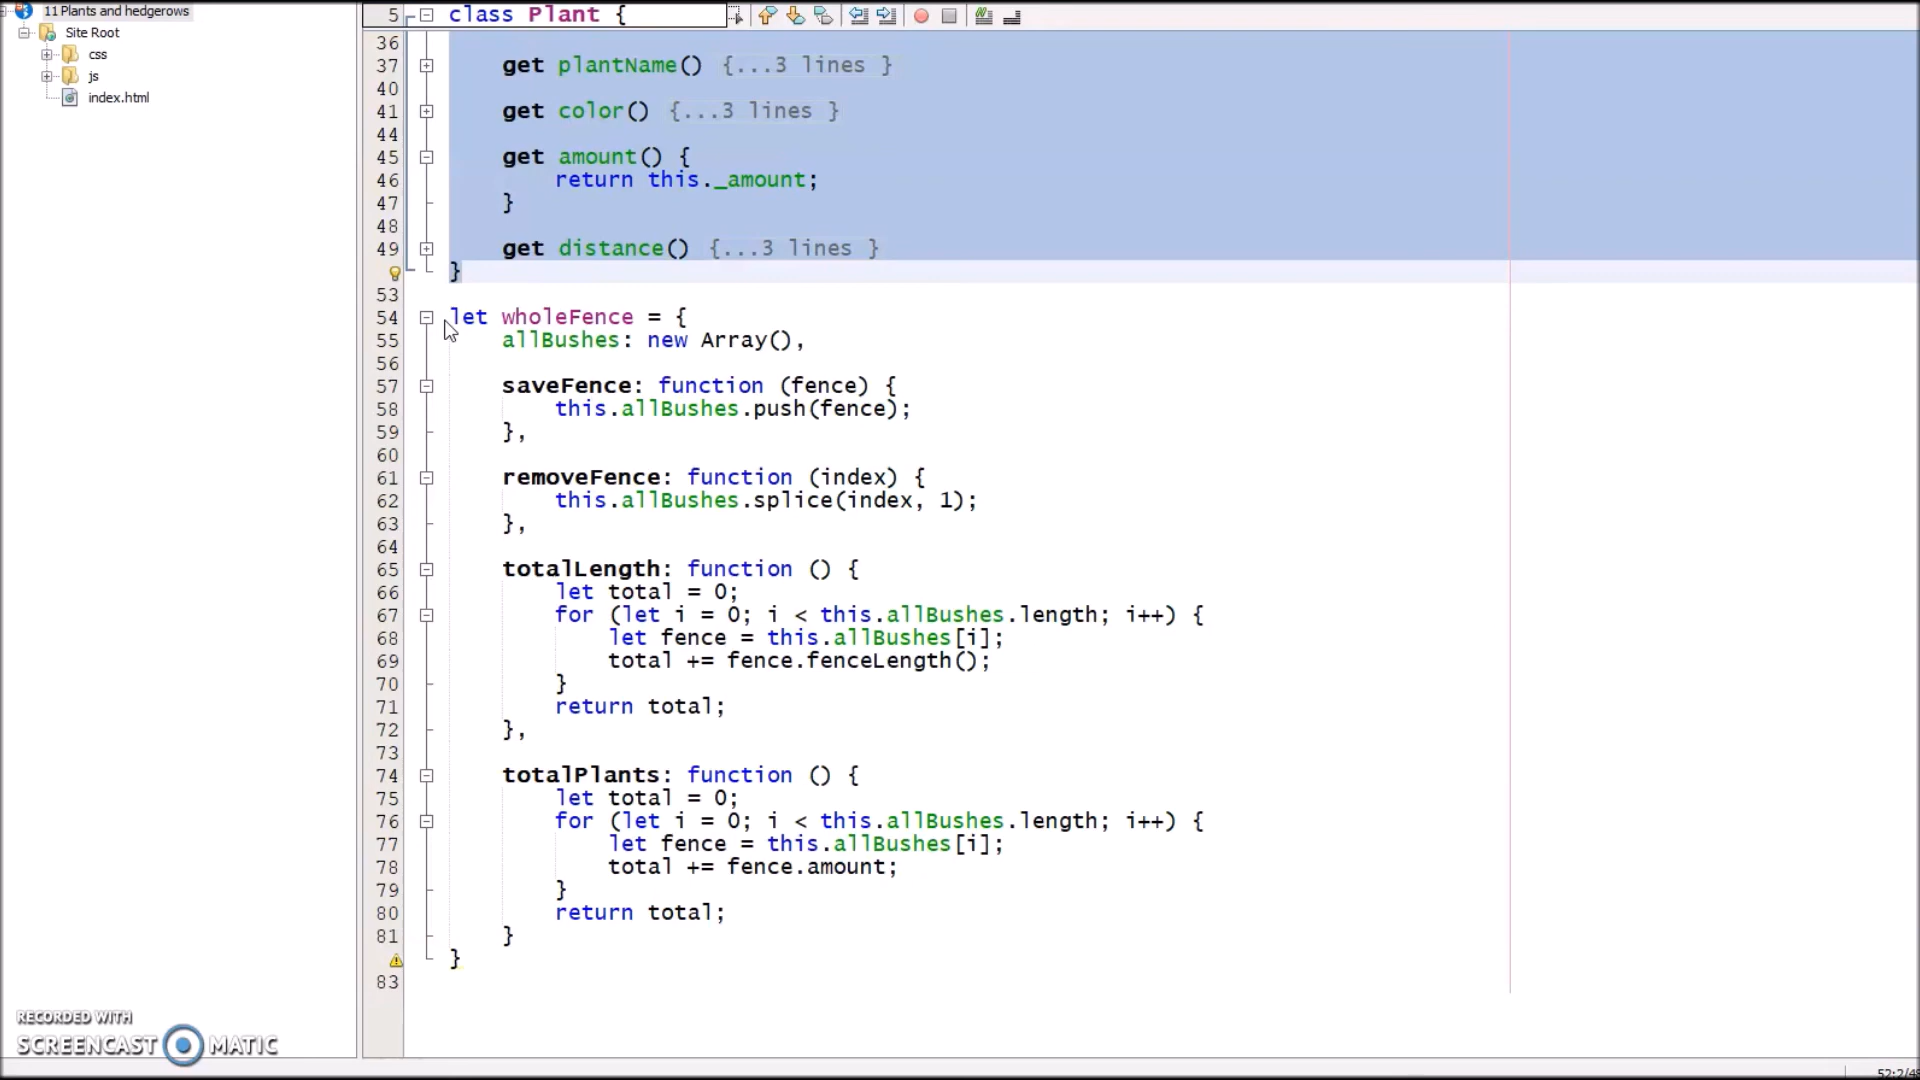 11 Plants and hedgerows
Site Root
css
js
index.html
5 class Plant {
36
37 get plantName() {...3 lines }
40
41 get color() {...3 lines }
44
45 get amount() {
46 return this._amount;
47 }
48
49 get distance() {...3 lines }
}
53
54 let wholeFence = {
55 allBushes: new Array(),
56
57 saveFence: function (fence) {
58 this.allBushes.push(fence);
59 },
60
61 removeFence: function (index) {
62 this.allBushes.splice(index, 1);
63 },
64
65 totalLength: function () {
66 let total = 0;
67 for (let i = 0; i < this.allBushes.length; i++) {
68 let fence = this.allBushes[i];
69 total += fence.fenceLength();
70 }
71 return total;
72 },
73
74 totalPlants: function () {
75 let total = 0;
76 for (let i = 0; i < this.allBushes.length; i++) {
77 let fence = this.allBushes[i];
78 total += fence.amount;
79 }
80 return total;
81 }
}
83
RECORDED WITH
SCREENCAST MATIC